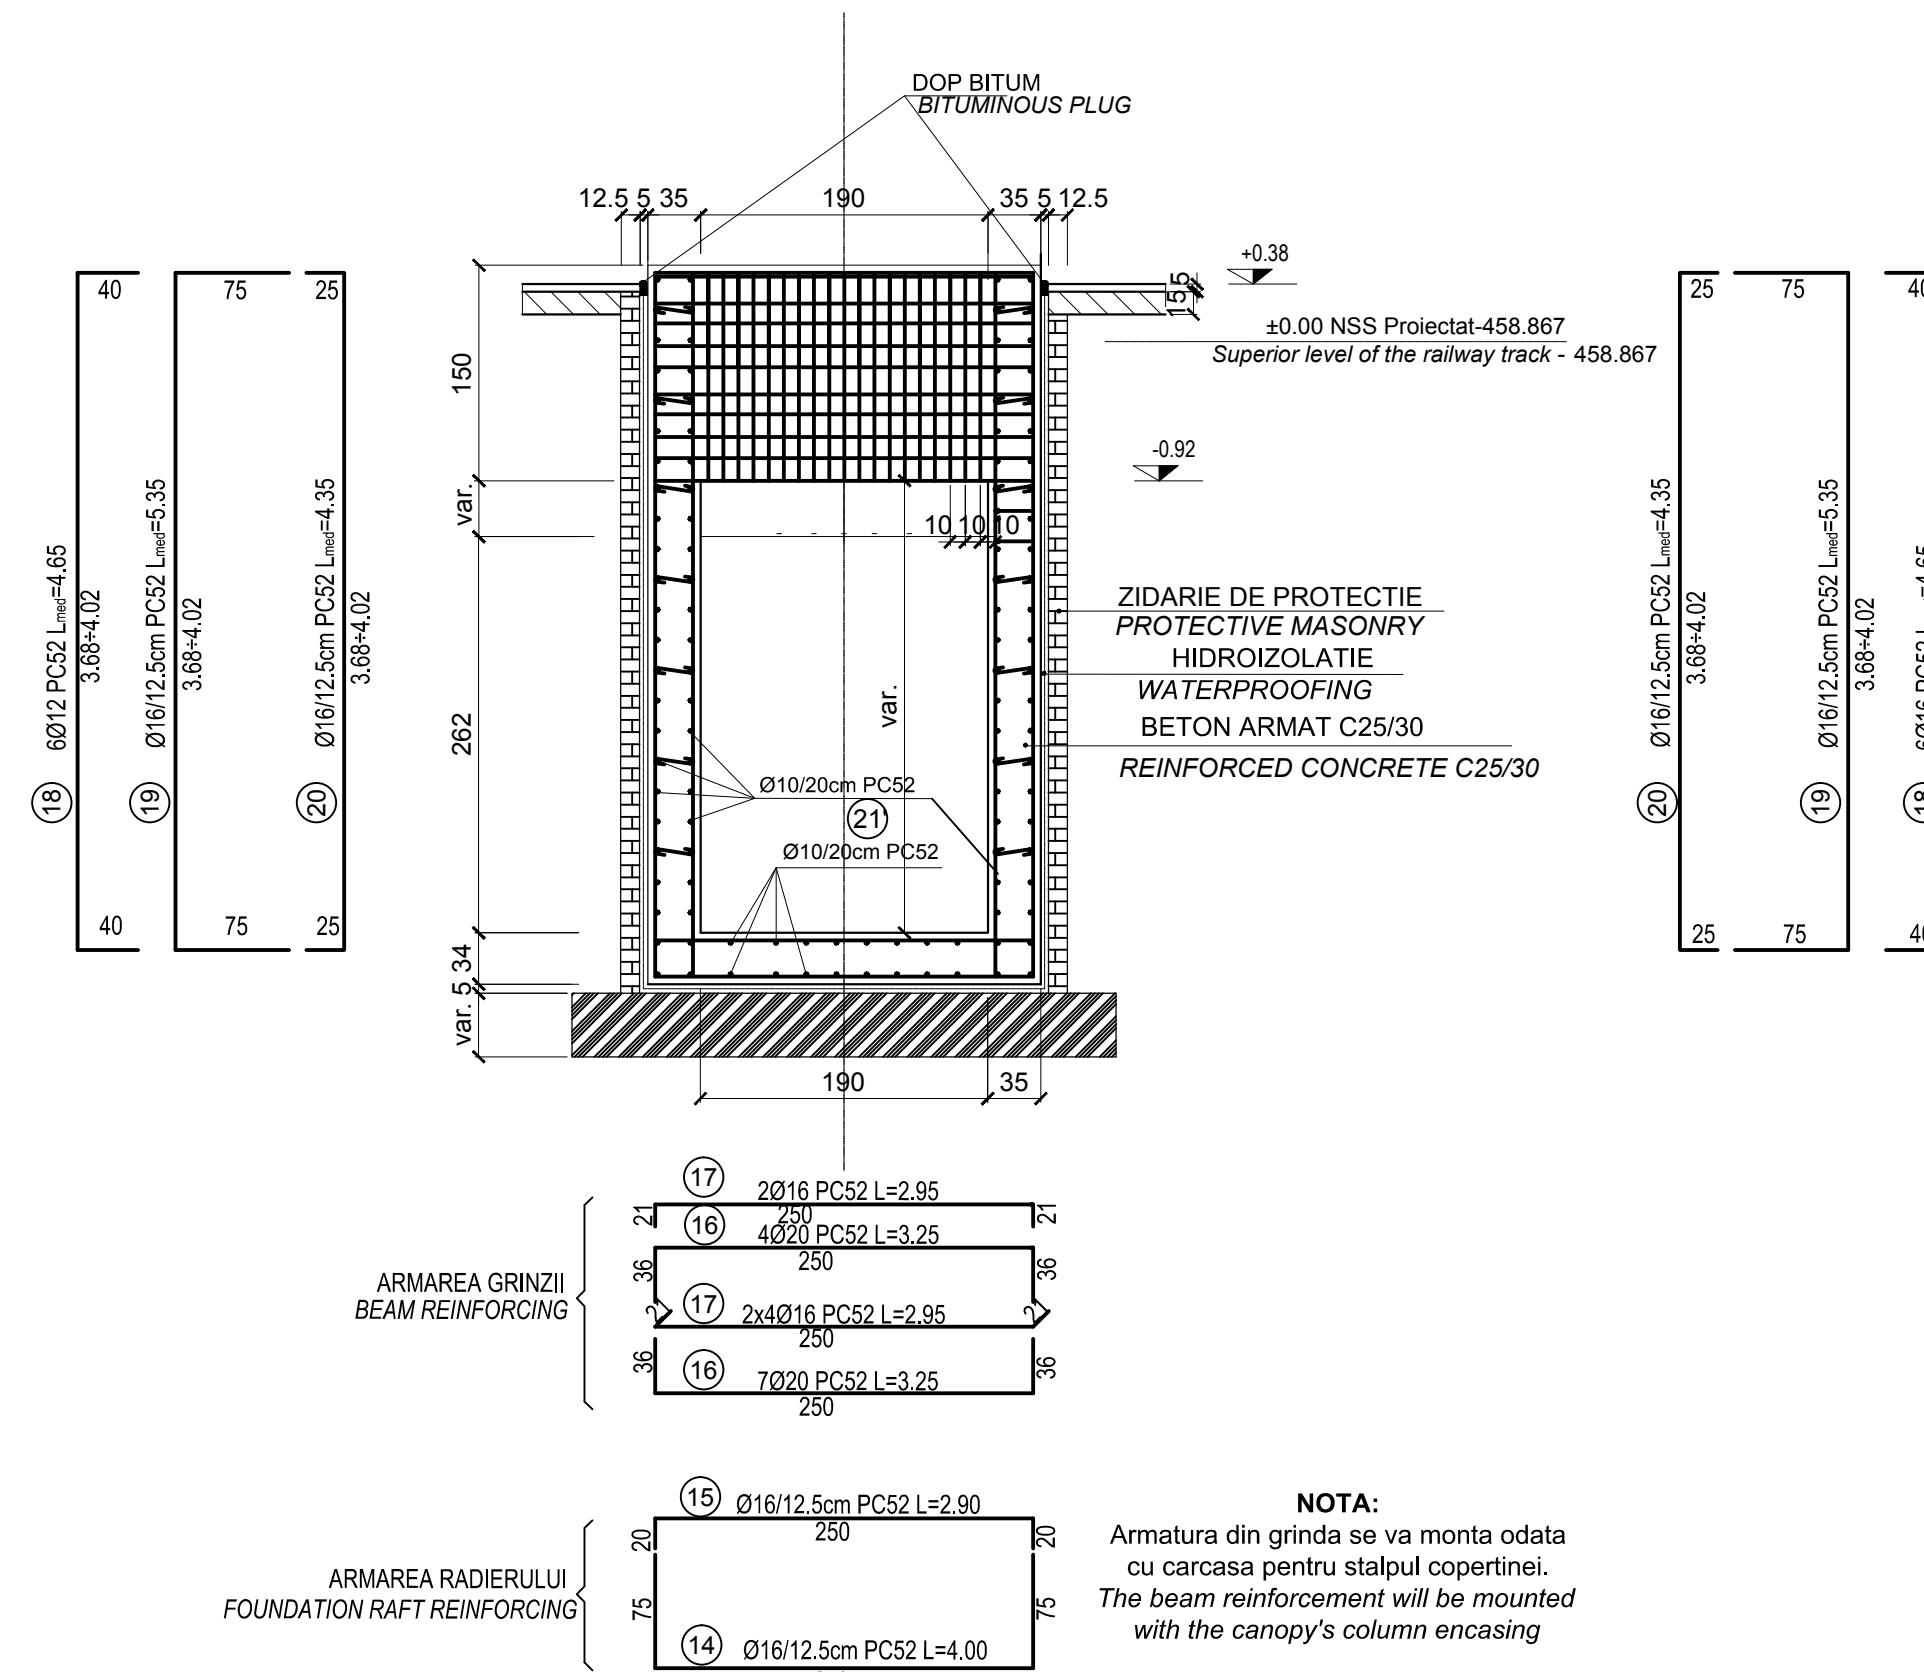 DOP BITUM
BITUMINOUS PLUG
12.5 5 35 190 35 5 12.5
+0.38
40 75 25
5
15
25 75
±0.00 NSS Proiectat-458.867
Superior level of the railway track - 458.867
150
-0.92
var.
10 10 10
6Ø12 PC52 Lmed=4.65
3.68÷4.02
Ø16/12.5cm PC52 Lmed=5.35
3.68÷4.02
Ø16/12.5cm PC52 Lmed=4.35
3.68÷4.02
18
19
20
262
var.
ZIDARIE DE PROTECTIE
PROTECTIVE MASONRY
HIDROIZOLATIE
WATERPROOFING
BETON ARMAT C25/30
REINFORCED CONCRETE C25/30
Ø10/20cm PC52
21'
Ø10/20cm PC52
Ø16/12.5cm PC52 Lmed=4.35
3.68÷4.02
Ø16/12.5cm PC52 Lmed=5.35
3.68÷4.02
20
19
18
40 75 25
25 75
34
5
var.
190 35
17
2Ø16 PC52 L=2.95
21 250 21
16
4Ø20 PC52 L=3.25
36 250 36
ARMAREA GRINZII
BEAM REINFORCING
17
21 2x4Ø16 PC52 L=2.95 21
250
36 36
16
7Ø20 PC52 L=3.25
250
15
Ø16/12.5cm PC52 L=2.90
20 250 20
ARMAREA RADIERULUI
FOUNDATION RAFT REINFORCING
75 75
14
Ø16/12.5cm PC52 L=4.00
NOTA:
Armatura din grinda se va monta odata
cu carcasa pentru stalpul copertinei.
The beam reinforcement will be mounted
with the canopy's column encasing